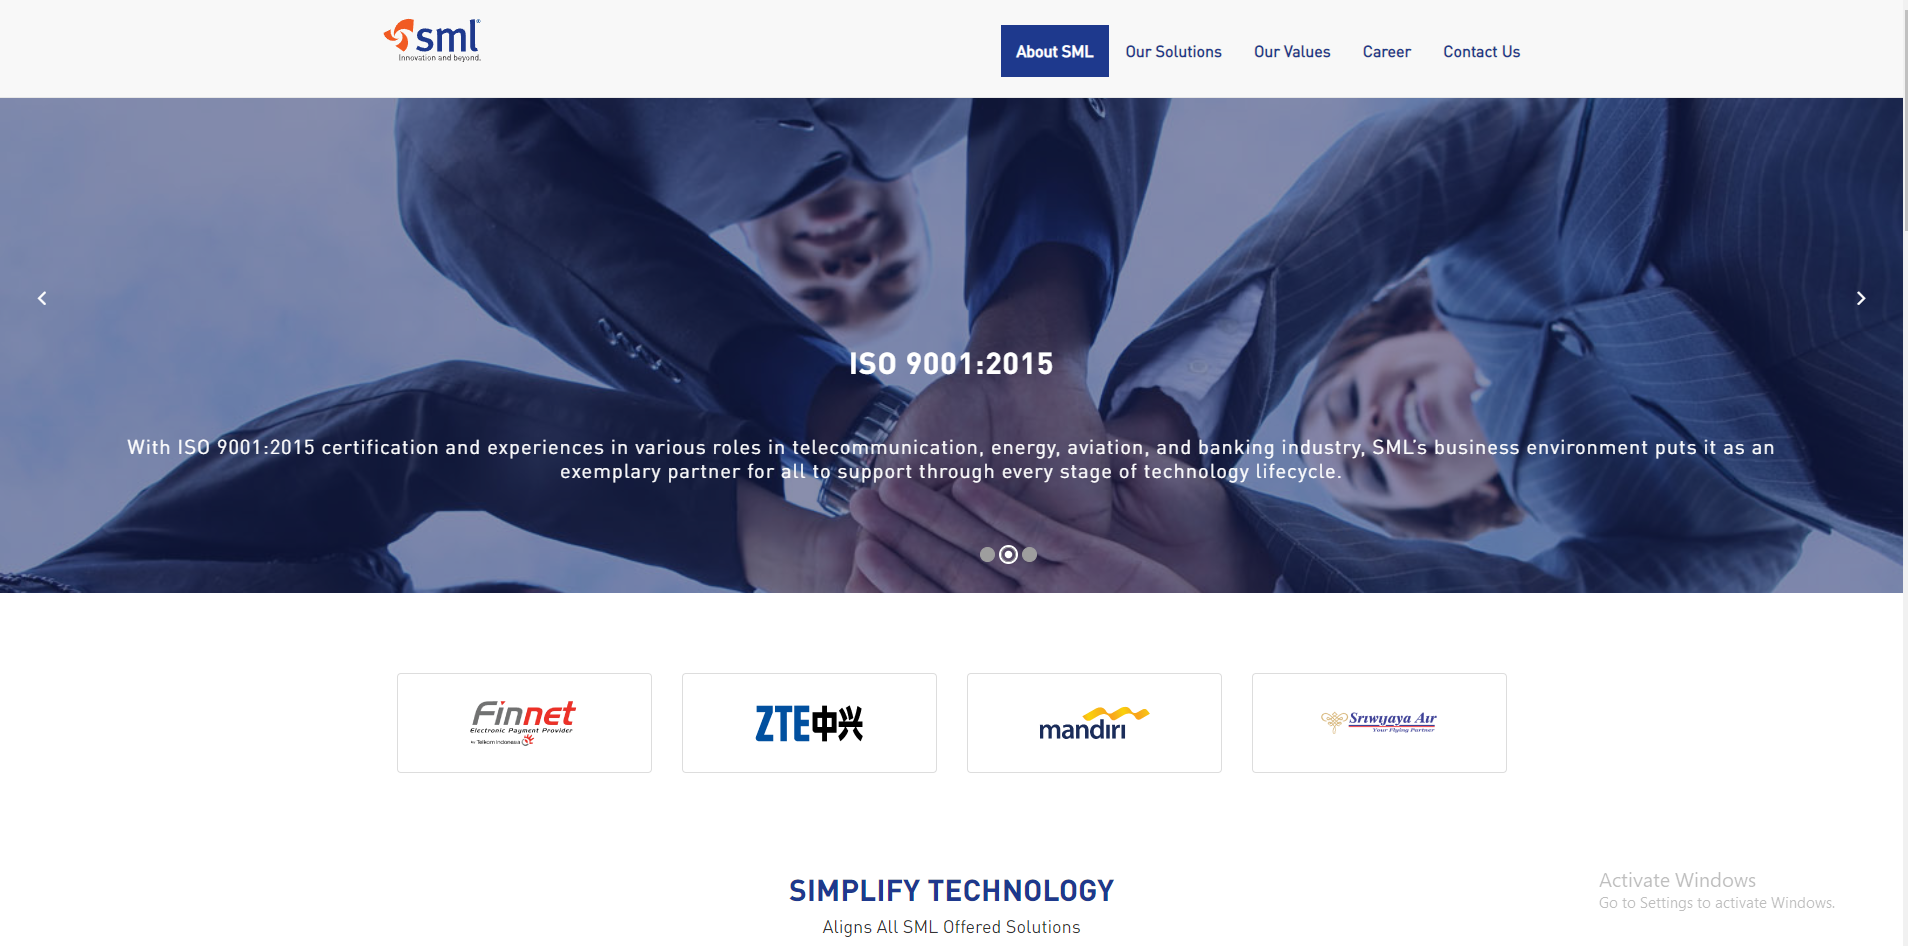 sml®
Innovation and beyond.
About SML
Our Solutions
Our Values
Career
Contact Us
ISO 9001:2015
With ISO 9001:2015 certification and experiences in various roles in telecommunication, energy, aviation, and banking industry, SML’s business environment puts it as an
exemplary partner for all to support through every stage of technology lifecycle.
Finnet
Electronic Payment Provider
by Telkom Indonesia
ZTE中兴
mandiri
Sriwijaya Air
Your Flying Partner
SIMPLIFY TECHNOLOGY
Aligns All SML Offered Solutions
Activate Windows
Go to Settings to activate Windows.